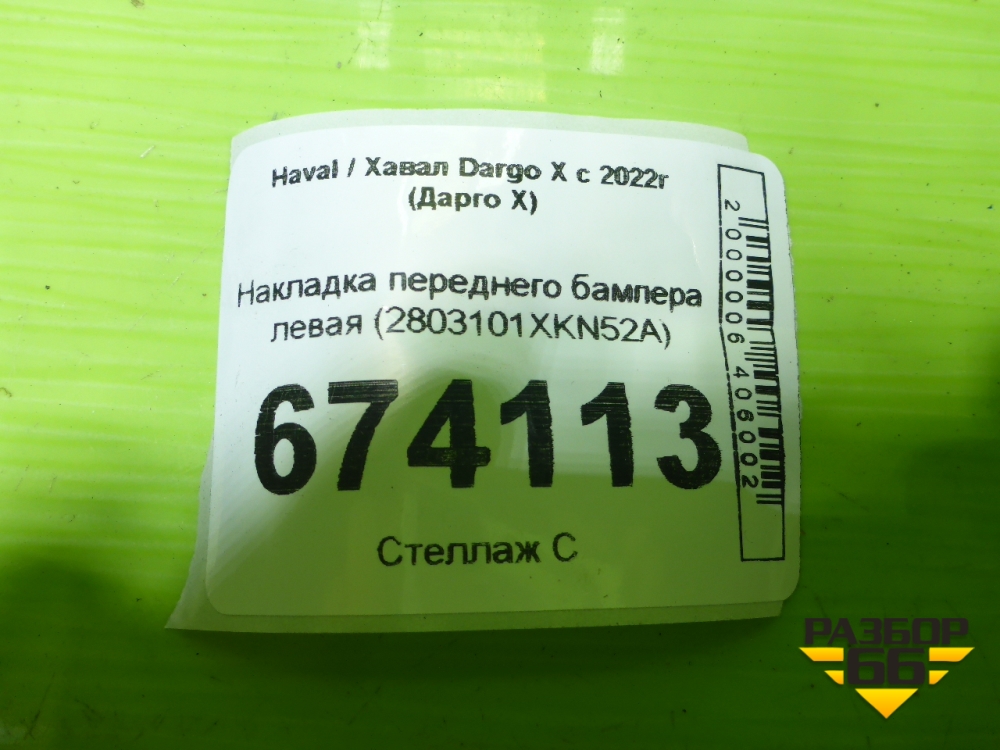 Haval / Хавал Dargo X с 2022г
(Дарго Х)
Накладка переднего бампера
левая (2803101XKN52A)
674113
Стеллаж С
2000006406002
РАЗБОР
66